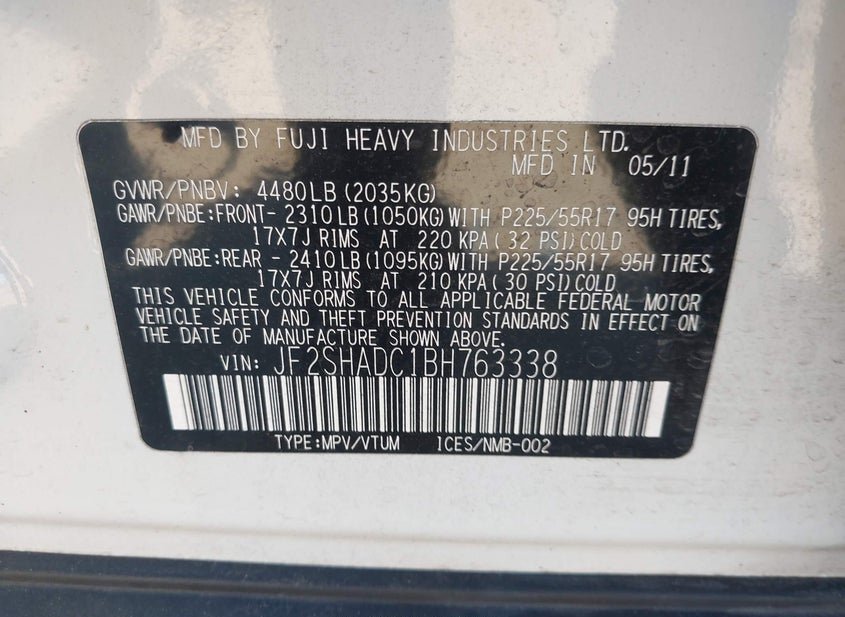 MFD BY FUJI HEAVY INDUSTRIES LTD.
MFD IN 05/11
GVWR/PNBV: 4480LB(2035KG)
GAWR/PNBE:FRONT- 2310LB(1050KG)WITH P225/55R17 95H TIRES,
17X7J RIMS AT 220 KPA( 32 PSI)COLD
GAWR/PNBE:REAR - 2410LB(1095KG)WITH P225/55R17 95H TIRES,
17X7J RIMS AT 210 KPA( 30 PSI)COLD
THIS VEHICLE CONFORMS TO ALL APPLICABLE FEDERAL MOTOR
VEHICLE SAFETY AND THEFT PREVENTION STANDARDS IN EFFECT ON
THE DATE OF MANUFACTURE SHOWN ABOVE.
VIN: JF2SHADC1BH763338
TYPE:MPV/VTUM ICES/NMB-002